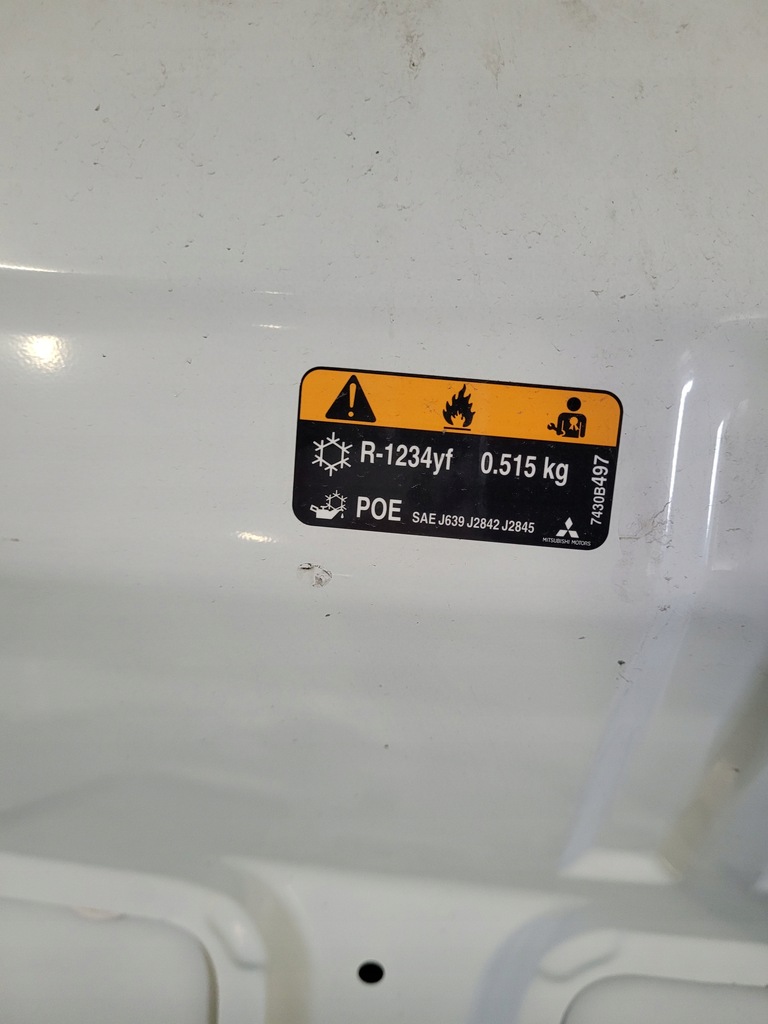 R-1234yf 0.515 kg
POE SAE J639 J2842 J2845
MITSUBISHI MOTORS
7430B497